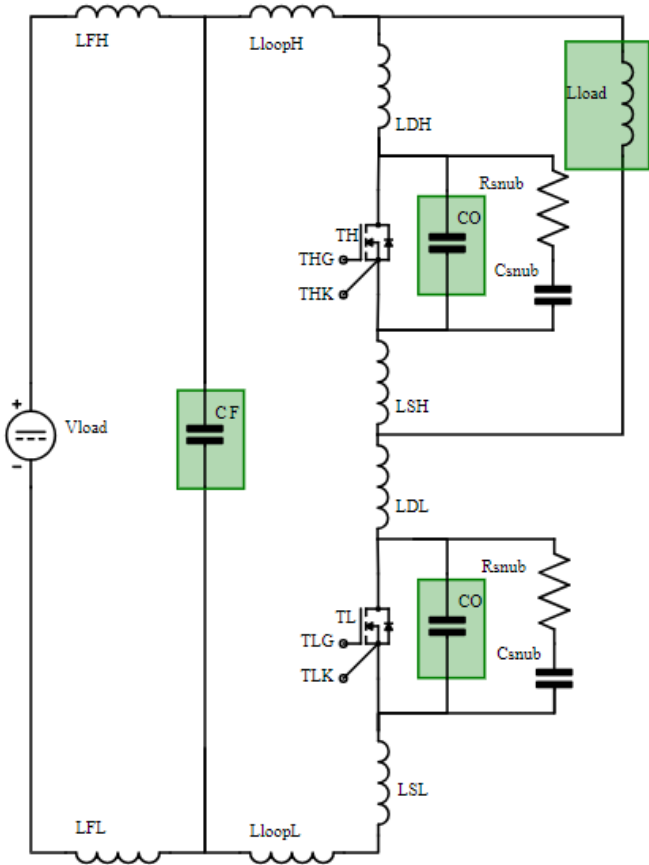 LFH
LloopH
Lload
LDH
Rsnub
TH
CO
THG
Csnub
THK
+
CF
LSH
Vload
-
LDL
Rsnub
TL
CO
TLG
Csnub
TLK
LSL
LFL
LloopL